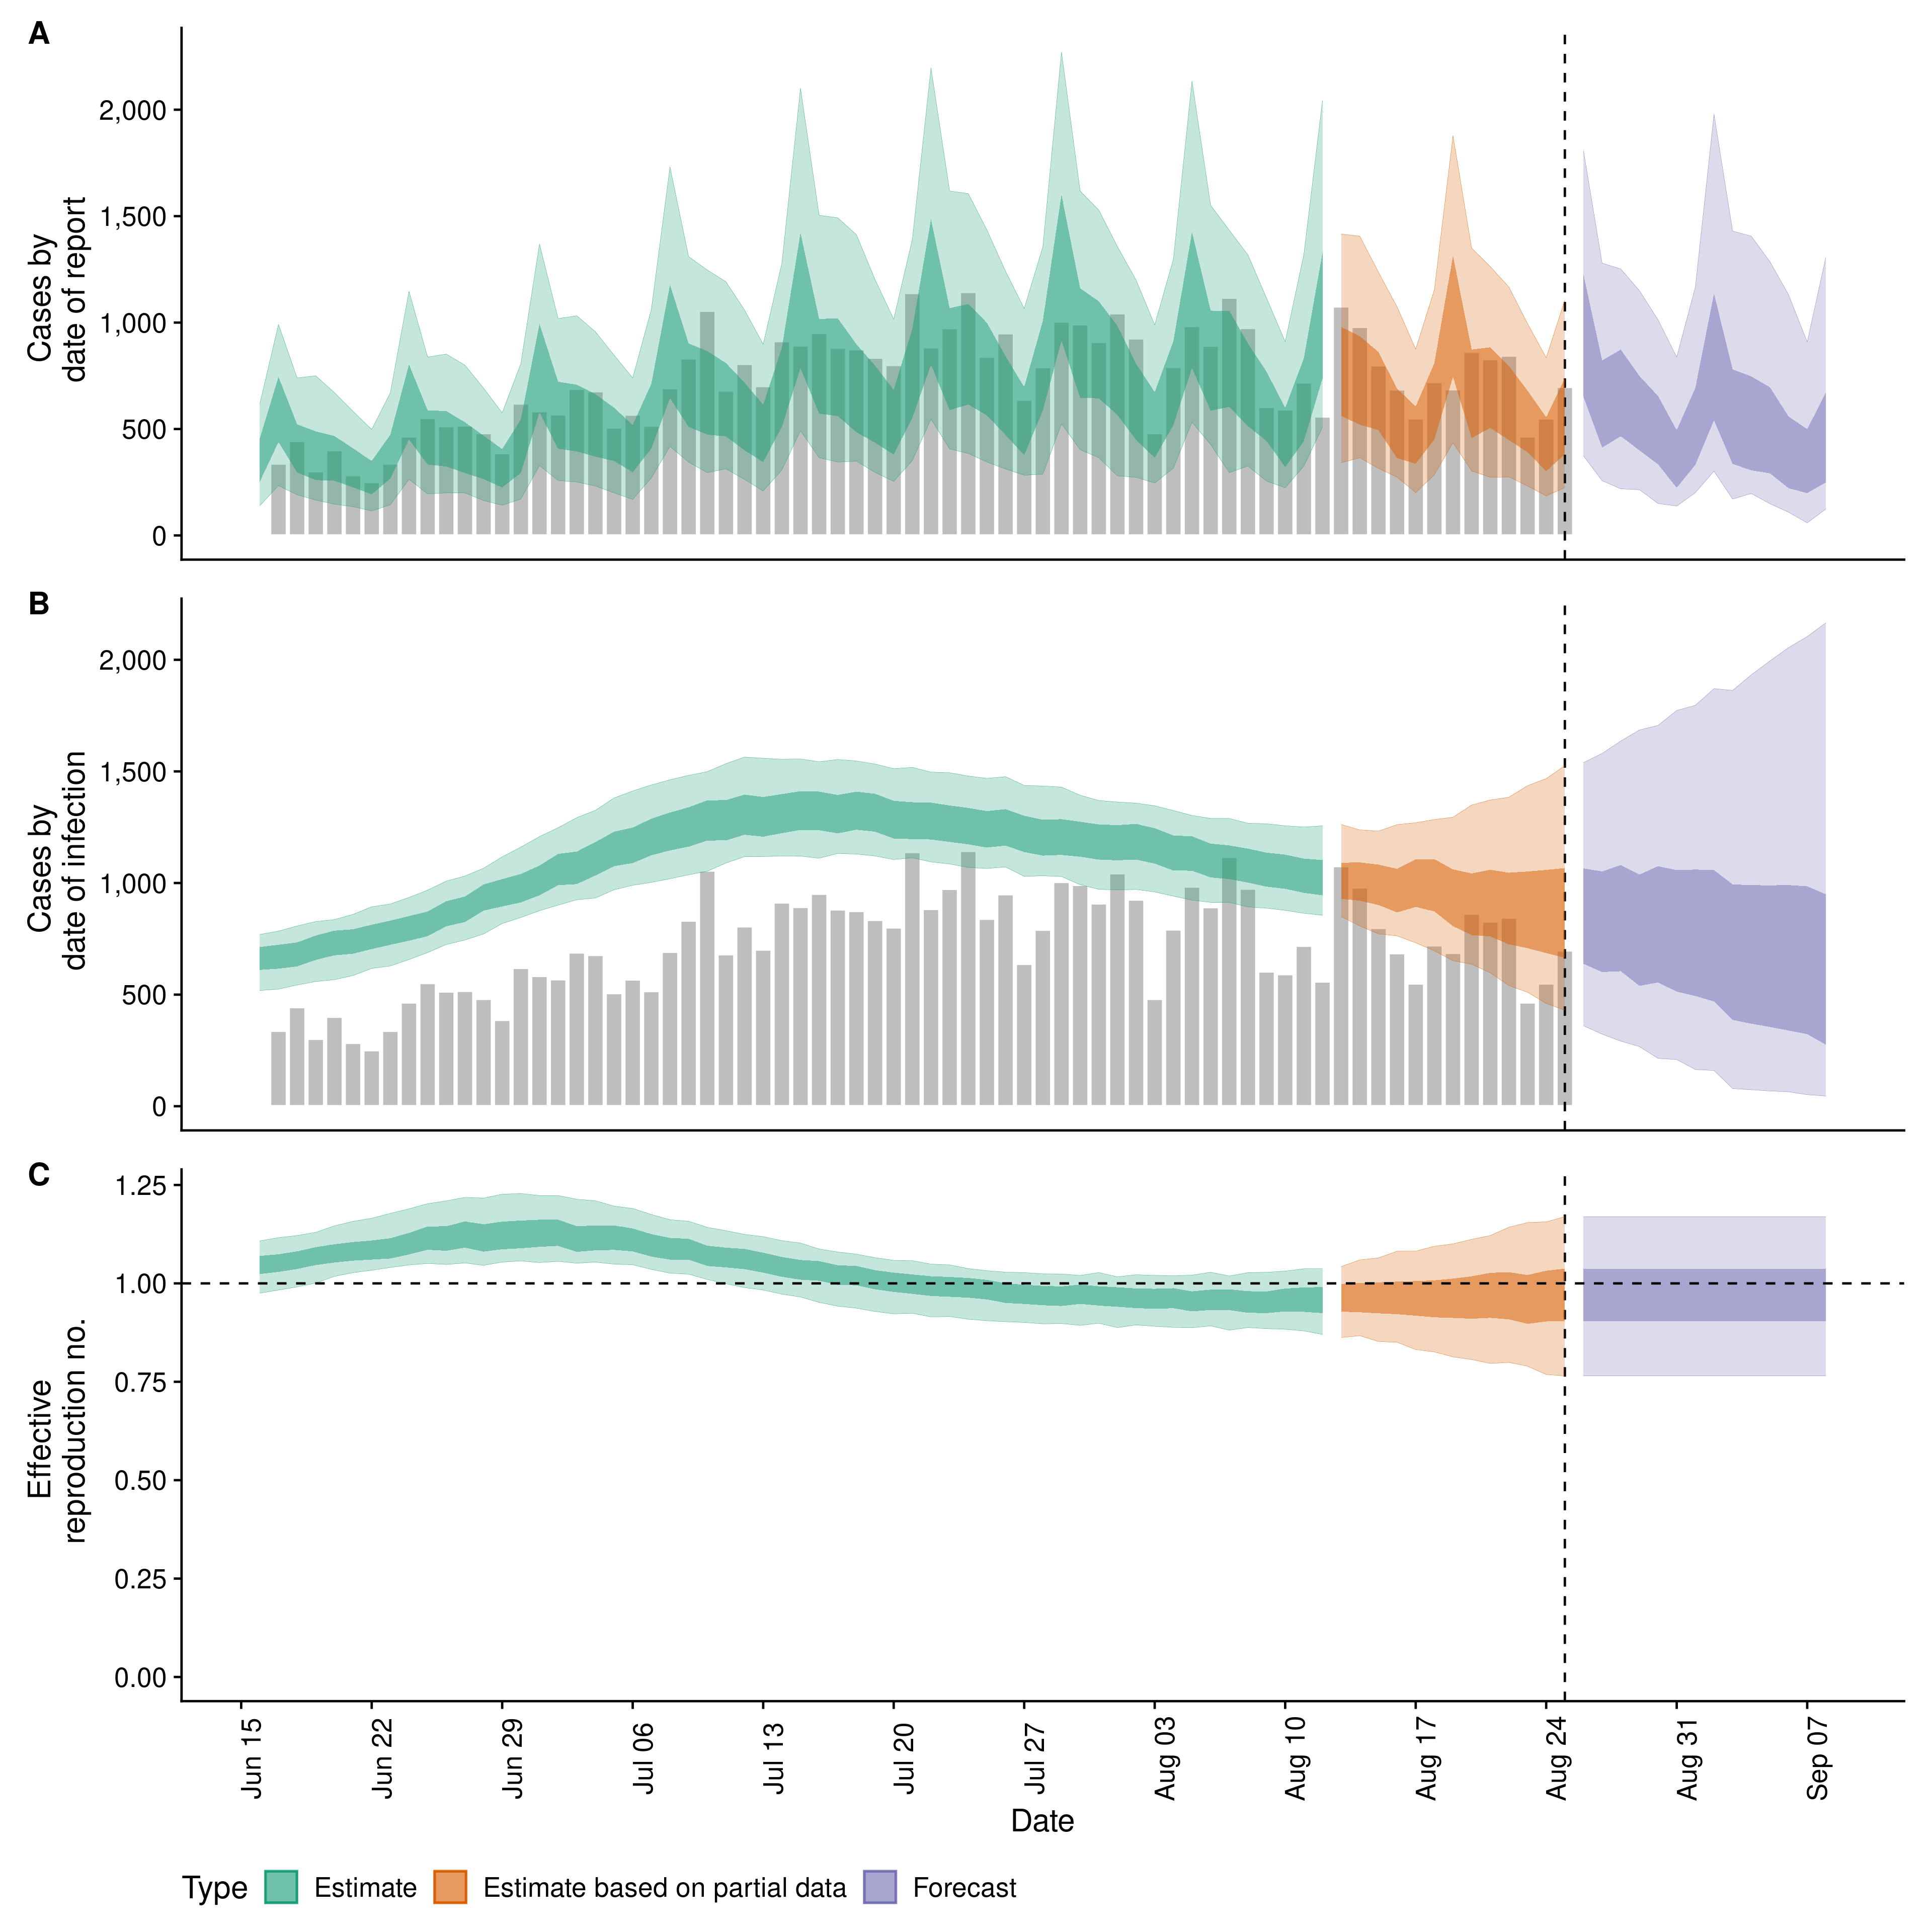 A
Cases by
date of report
2,000
1,500
1,000
500
0
B
Cases by
date of infection
2,000
1,500
1,000
500
0
C
Effective
reproduction no.
1.25
1.00
0.75
0.50
0.25
0.00
Jun 15
Jun 22
Jun 29
Jul 06
Jul 13
Jul 20
Jul 27
Aug 03
Aug 10
Aug 17
Aug 24
Aug 31
Sep 07
Date
Type Estimate Estimate based on partial data Forecast